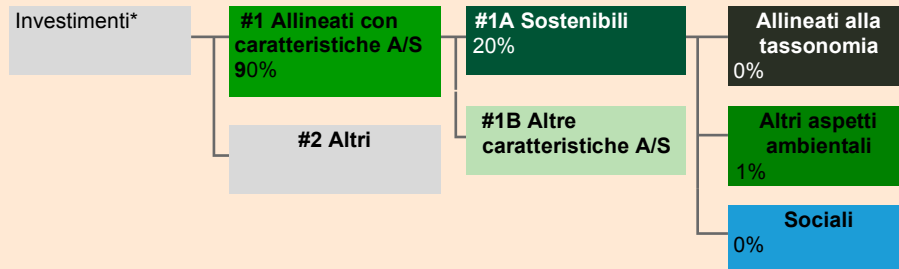 Investimenti*
#1 Allineati con
caratteristiche A/S
90%
#2 Altri
#1A Sostenibili
20%
#1B Altre
caratteristiche A/S
Allineati alla
tassonomia
0%
Altri aspetti
ambientali
1%
Sociali
0%